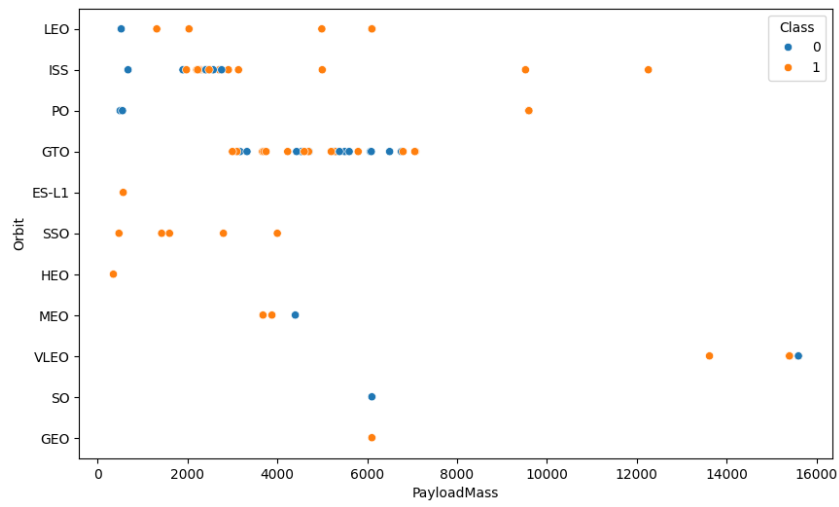 LEO
ISS
PO
GTO
ES-L1
SSO
HEO
MEO
VLEO
SO
GEO
Orbit
Class
0
1
0 2000 4000 6000 8000 10000 12000 14000 16000
PayloadMass